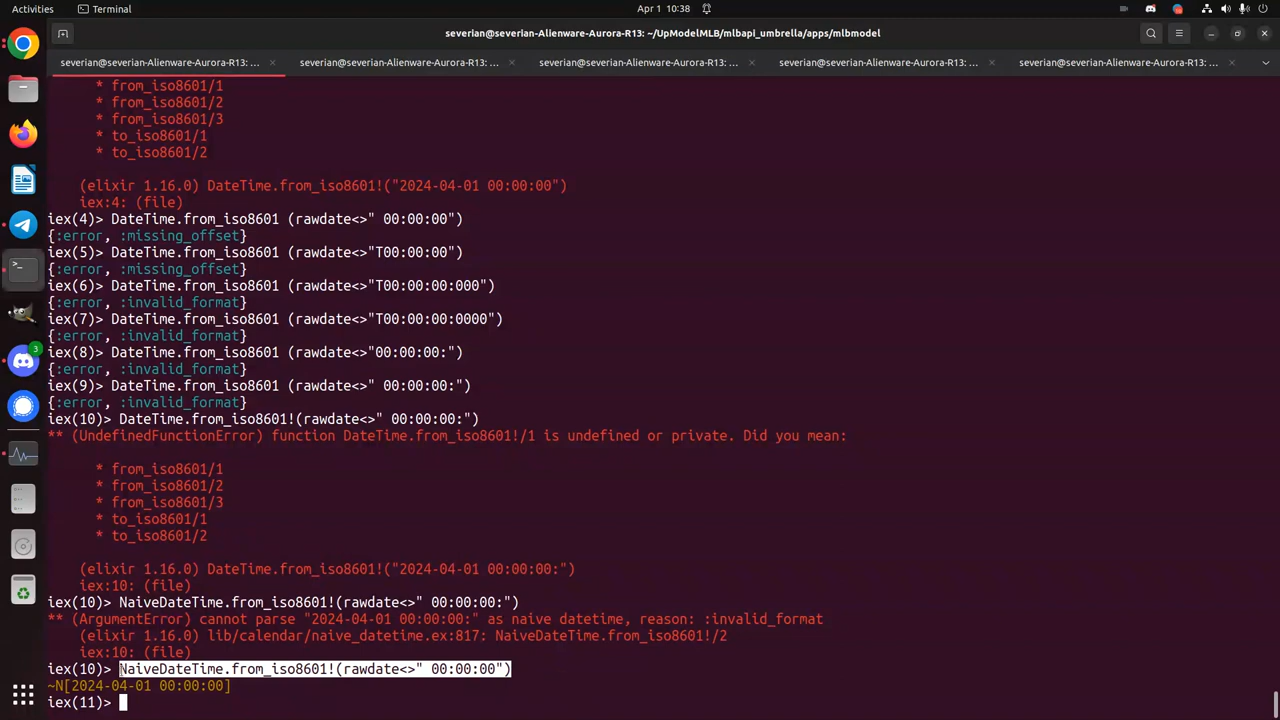 Activities
Terminal
Apr 1 10:38
severian@severian-Alienware-Aurora-R13: ~/UpModelMLB/mlbapi_umbrella/apps/mlbmodel
severian@severian-Alienware-Aurora-R13: ...
severian@severian-Alienware-Aurora-R13: ...
severian@severian-Alienware-Aurora-R13: ...
severian@severian-Alienware-Aurora-R13: ...
severian@severian-Alienware-Aurora-R13: ...
* from_iso8601/1
* from_iso8601/2
* from_iso8601/3
* to_iso8601/1
* to_iso8601/2
(elixir 1.16.0) DateTime.from_iso8601!("2024-04-01 00:00:00")
iex:4: (file)
iex(4)> DateTime.from_iso8601 (rawdate<>" 00:00:00")
{:error, :missing_offset}
iex(5)> DateTime.from_iso8601 (rawdate<>"T00:00:00")
{:error, :missing_offset}
iex(6)> DateTime.from_iso8601 (rawdate<>"T00:00:00:000")
{:error, :invalid_format}
iex(7)> DateTime.from_iso8601 (rawdate<>"T00:00:00:0000")
{:error, :invalid_format}
iex(8)> DateTime.from_iso8601 (rawdate<>"00:00:00:")
{:error, :invalid_format}
iex(9)> DateTime.from_iso8601 (rawdate<>" 00:00:00:")
{:error, :invalid_format}
iex(10)> DateTime.from_iso8601!(rawdate<>" 00:00:00:")
** (UndefinedFunctionError) function DateTime.from_iso8601!/1 is undefined or private. Did you mean:
* from_iso8601/1
* from_iso8601/2
* from_iso8601/3
* to_iso8601/1
* to_iso8601/2
(elixir 1.16.0) DateTime.from_iso8601!("2024-04-01 00:00:00:")
iex:10: (file)
iex(10)> NaiveDateTime.from_iso8601!(rawdate<>" 00:00:00:")
** (ArgumentError) cannot parse "2024-04-01 00:00:00:" as naive datetime, reason: :invalid_format
(elixir 1.16.0) lib/calendar/naive_datetime.ex:817: NaiveDateTime.from_iso8601!/2
iex:10: (file)
iex(10)> NaiveDateTime.from_iso8601!(rawdate<>" 00:00:00")
~N[2024-04-01 00:00:00]
iex(11)>
3